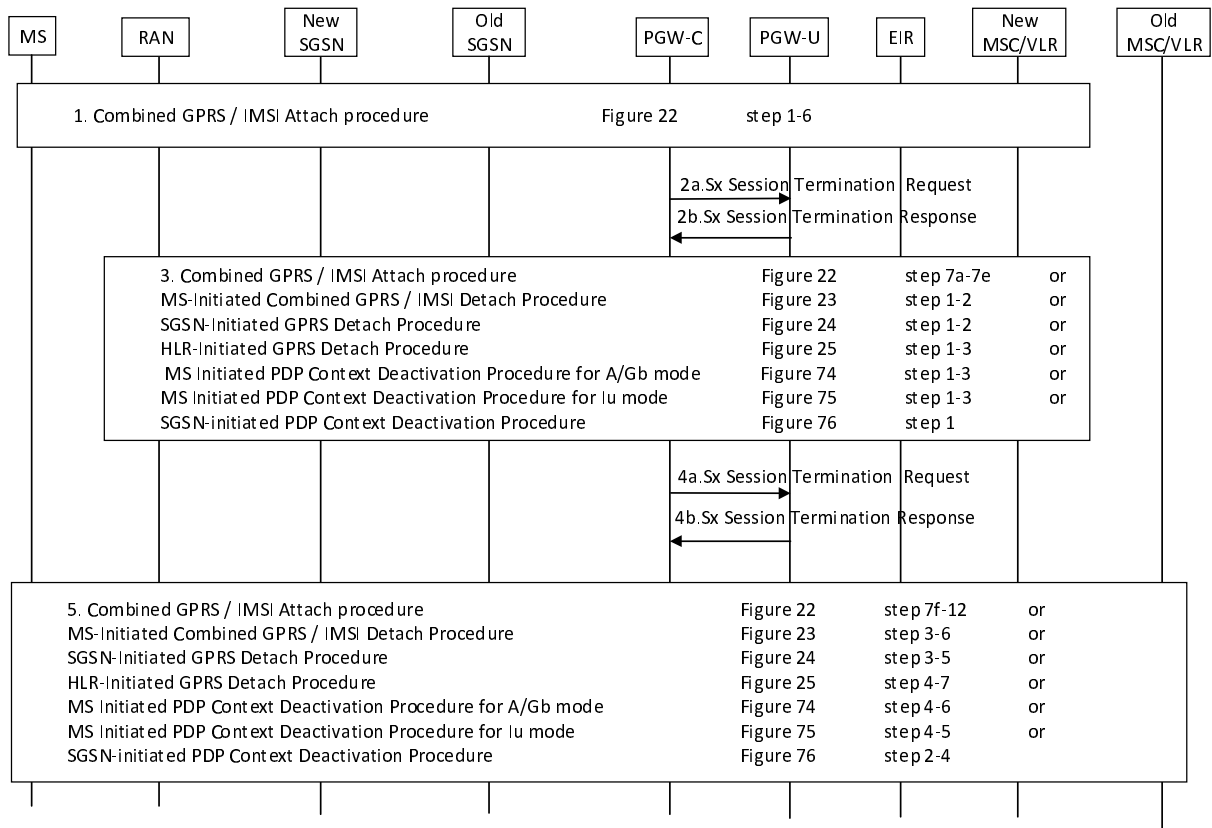 MS
RAN
New
SGSN
Old
SGSN
PGW-C
PGW-U
EIR
New
MSC/VLR
Old
MSC/VLR
1. Combined GPRS / IMSI Attach procedure Figure 22 step 1-6
2a.Sx Session Termination Request
2b.Sx Session Termination Response
3. Combined GPRS / IMSI Attach procedure Figure 22 step 7a-7e or
MS-Initiated Combined GPRS / IMSI Detach Procedure Figure 23 step 1-2 or
SGSN-Initiated GPRS Detach Procedure Figure 24 step 1-2 or
HLR-Initiated GPRS Detach Procedure Figure 25 step 1-3 or
MS Initiated PDP Context Deactivation Procedure for A/Gb mode Figure 74 step 1-3 or
MS Initiated PDP Context Deactivation Procedure for Iu mode Figure 75 step 1-3 or
SGSN-initiated PDP Context Deactivation Procedure Figure 76 step 1
4a.Sx Session Termination Request
4b.Sx Session Termination Response
5. Combined GPRS / IMSI Attach procedure Figure 22 step 7f-12 or
MS-Initiated Combined GPRS / IMSI Detach Procedure Figure 23 step 3-6 or
SGSN-Initiated GPRS Detach Procedure Figure 24 step 3-5 or
HLR-Initiated GPRS Detach Procedure Figure 25 step 4-7 or
MS Initiated PDP Context Deactivation Procedure for A/Gb mode Figure 74 step 4-6 or
MS Initiated PDP Context Deactivation Procedure for Iu mode Figure 75 step 4-5 or
SGSN-initiated PDP Context Deactivation Procedure Figure 76 step 2-4